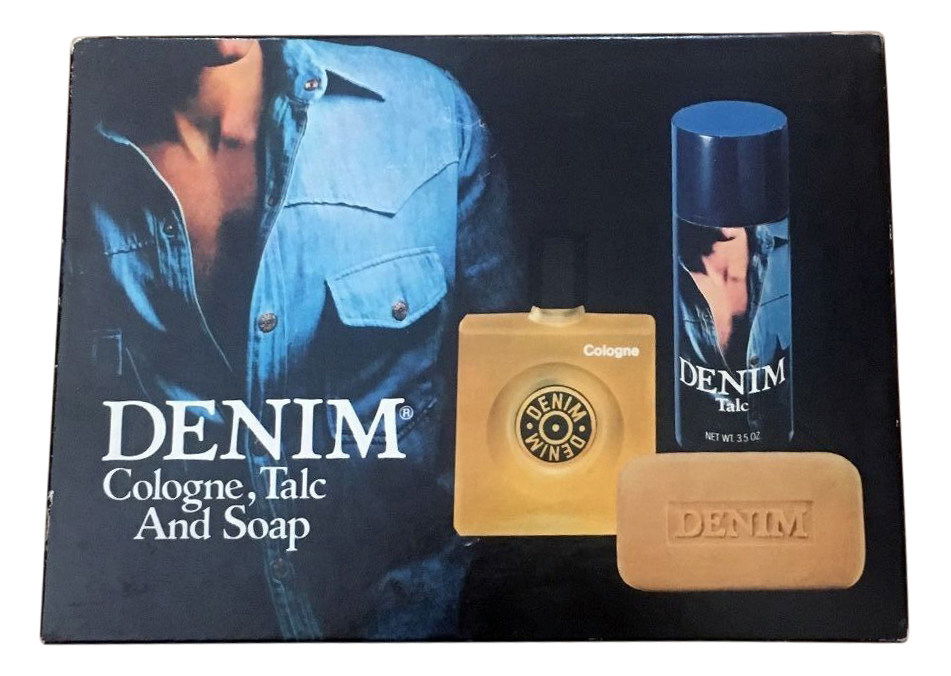 DENIM®
Cologne, Talc
And Soap
Cologne
DENIM • DENIM •
DENIM
Talc
NET WT. 3.5 OZ.
DENIM